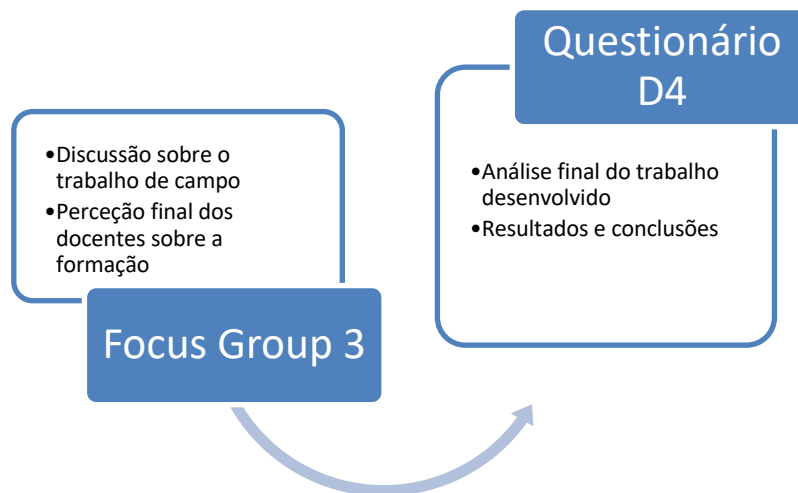 •Discussão sobre o
trabalho de campo
•Perceção final dos
docentes sobre a
formação
Focus Group 3
Questionário
D4
•Análise final do trabalho
desenvolvido
•Resultados e conclusões